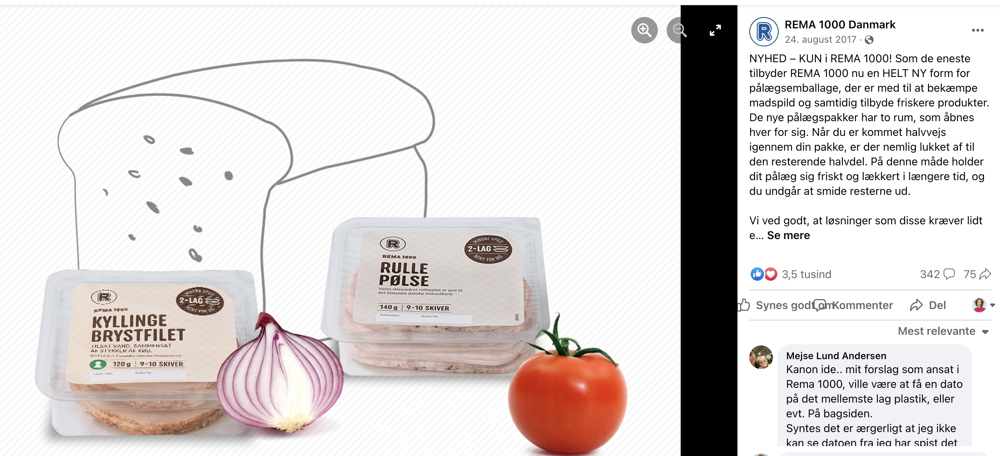 REMA 1000 Danmark
24. august 2017 ·
NYHED – KUN i REMA 1000! Som de eneste
tilbyder REMA 1000 nu en HELT NY form for
pålægsemballage, der er med til at bekæmpe
madspild og samtidig tilbyde friskere produkter.
De nye pålægspakker har to rum, som åbnes
hver for sig. Når du er kommet halvvejs
igennem din pakke, er der nemlig lukket af til
den resterende halvdel. På denne måde holder
dit pålæg sig friskt og lækkert i længere tid, og
du undgår at smide resterne ud.
Vi ved godt, at løsninger som disse kræver lidt
e... Se mere
3,5 tusind 342 75
Synes godt om Kommenter Del
Mest relevante
Mejse Lund Andersen
Kanon ide.. mit forslag som ansat i
Rema 1000, ville være at få en dato
på det mellemste lag plastik, eller
evt. På bagsiden.
Syntes det er ærgerligt at jeg ikke
kan se datoen fra jeg har spist det
R
REMA 1000
RULLE
PØLSE
Vores skiveskåret rullepølse er god til
det klassiske danske frokostbord.
140 g | 9-10 SKIVER
Pakkedato: Bedst før:
MINDRE SPILD
2-LAG
NEMT FOR DIG
R
REMA 1000
KYLLINGE
BRYSTFILET
TILSAT VAND. SAMMENSAT
AF STYKKER AF KØD.
God til det klassiske danske frokostbord.
120 g | 9-10 SKIVER
Pakkedato: Bedst før:
MINDRE SPILD
2-LAG
NEMT FOR DIG